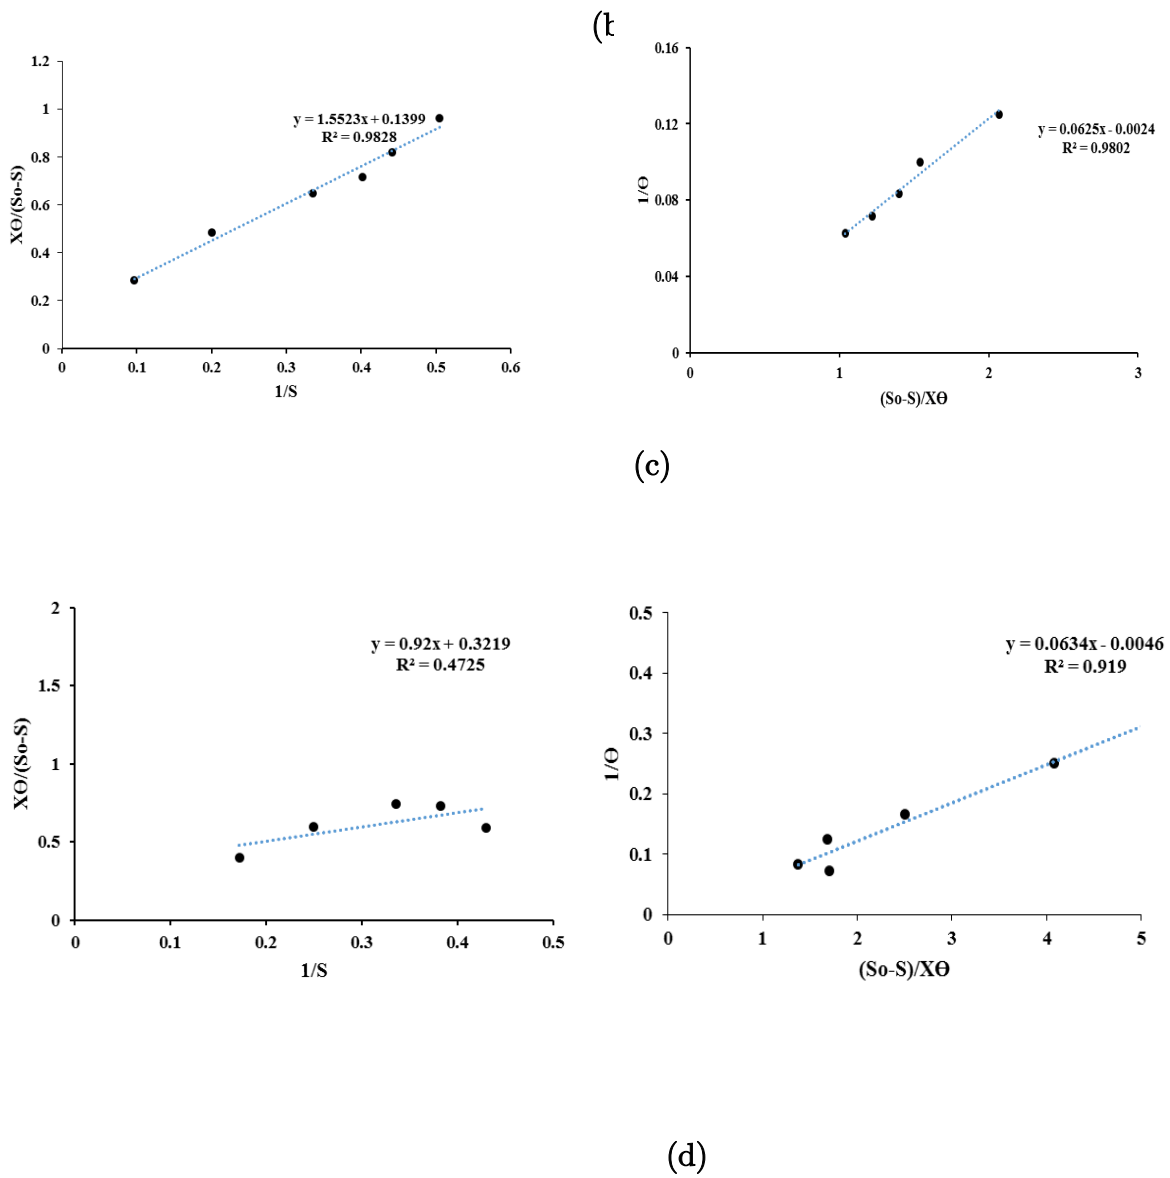 (b
1.2
1
0.8
0.6
0.4
0.2
0
0
0.1
0.2
0.3
0.4
0.5
0.6
XΘ/(So-S)
1/S
y = 1.5523x + 0.1399
R² = 0.9828
0.16
0.12
0.08
0.04
0
0
1
2
3
1/Θ
(So-S)/XΘ
y = 0.0625x - 0.0024
R² = 0.9802
(c)
2
1.5
1
0.5
0
0
0.1
0.2
0.3
0.4
0.5
XΘ/(So-S)
1/S
y = 0.92x + 0.3219
R² = 0.4725
0.5
0.4
0.3
0.2
0.1
0
0
1
2
3
4
5
1/Θ
(So-S)/XΘ
y = 0.0634x - 0.0046
R² = 0.919
(d)